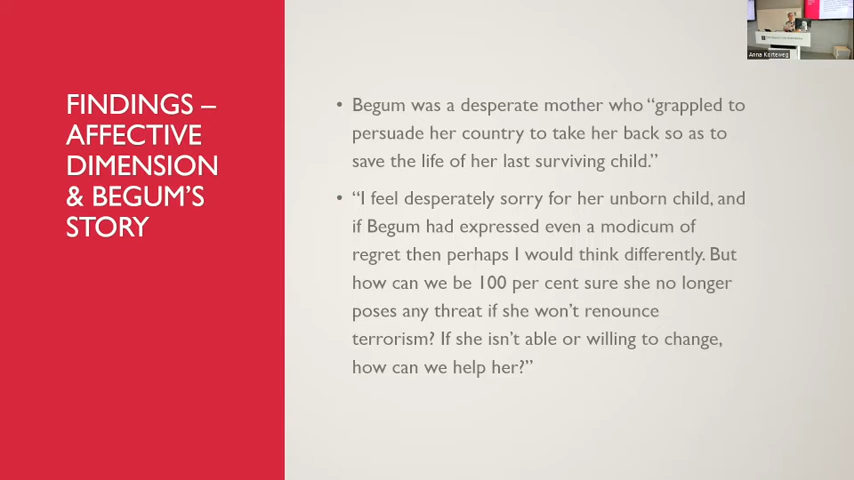 FINDINGS –
AFFECTIVE
DIMENSION
& BEGUM'S
STORY
• Begum was a desperate mother who “grappled to
persuade her country to take her back so as to
save the life of her last surviving child.”
• “I feel desperately sorry for her unborn child, and
if Begum had expressed even a modicum of
regret then perhaps I would think differently. But
how can we be 100 per cent sure she no longer
poses any threat if she won’t renounce
terrorism? If she isn’t able or willing to change,
how can we help her?”
Anna Korteweg